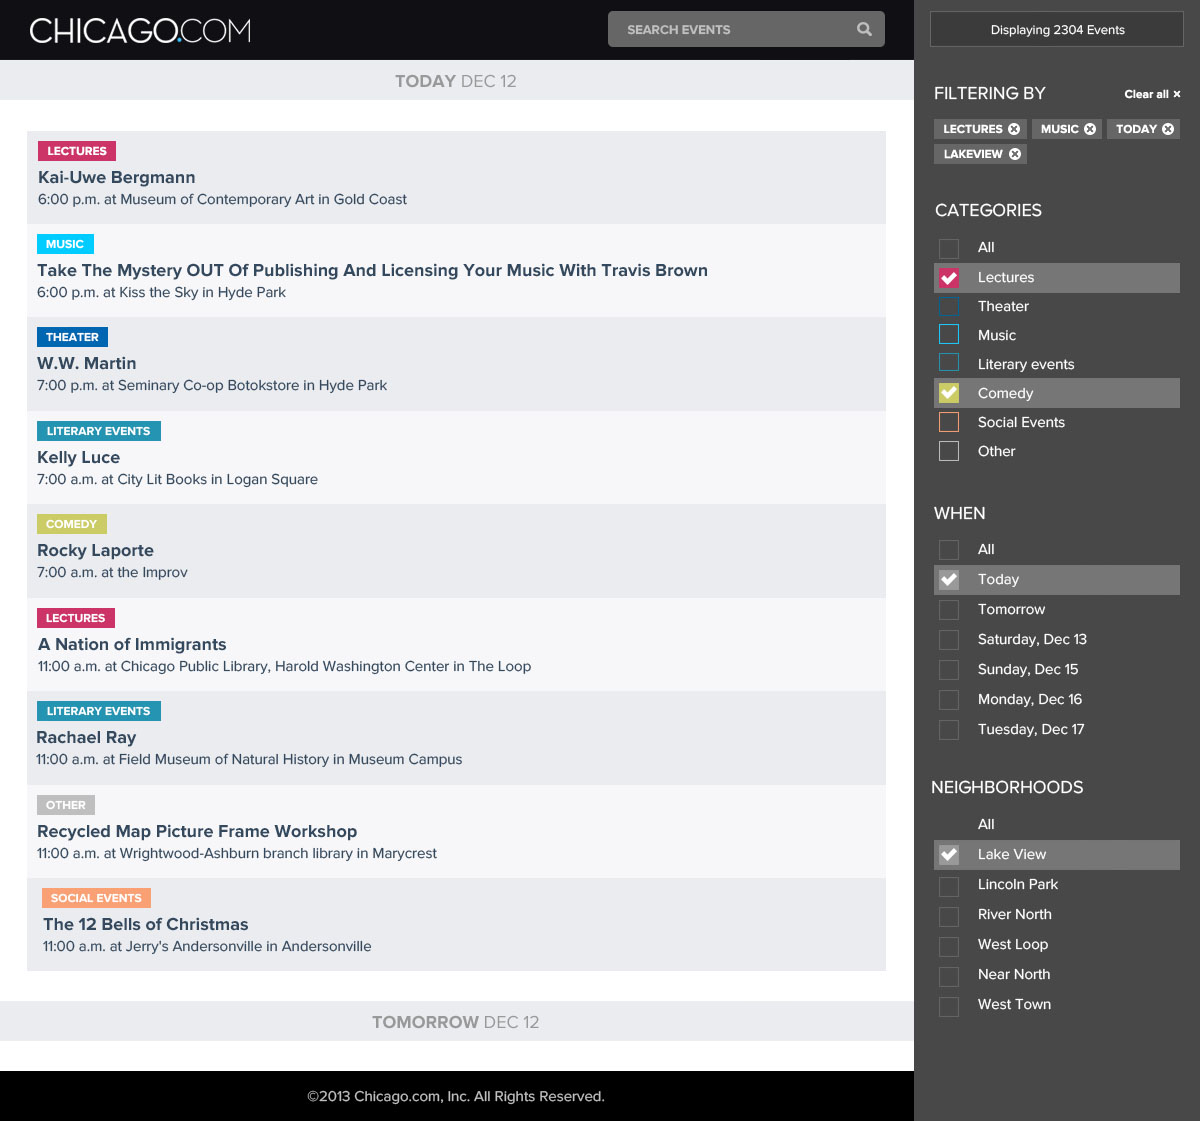 CHICAGO.COM
SEARCH EVENTS
TODAY DEC 12
LECTURES
Kai-Uwe Bergmann
6:00 p.m. at Museum of Contemporary Art in Gold Coast
MUSIC
Take The Mystery OUT Of Publishing And Licensing Your Music With Travis Brown
6:00 p.m. at Kiss the Sky in Hyde Park
THEATER
W.W. Martin
7:00 p.m. at Seminary Co-op Botokstore in Hyde Park
LITERARY EVENTS
Kelly Luce
7:00 a.m. at City Lit Books in Logan Square
COMEDY
Rocky Laporte
7:00 a.m. at the Improv
LECTURES
A Nation of Immigrants
11:00 a.m. at Chicago Public Library, Harold Washington Center in The Loop
LITERARY EVENTS
Rachael Ray
11:00 a.m. at Field Museum of Natural History in Museum Campus
OTHER
Recycled Map Picture Frame Workshop
11:00 a.m. at Wrightwood-Ashburn branch library in Marycrest
SOCIAL EVENTS
The 12 Bells of Christmas
11:00 a.m. at Jerry's Andersonville in Andersonville
TOMORROW DEC 12
©2013 Chicago.com, Inc. All Rights Reserved.
Displaying 2304 Events
FILTERING BY
Clear all ×
LECTURES
MUSIC
TODAY
LAKEVIEW
CATEGORIES
All
Lectures
Theater
Music
Literary events
Comedy
Social Events
Other
WHEN
All
Today
Tomorrow
Saturday, Dec 13
Sunday, Dec 15
Monday, Dec 16
Tuesday, Dec 17
NEIGHBORHOODS
All
Lake View
Lincoln Park
River North
West Loop
Near North
West Town